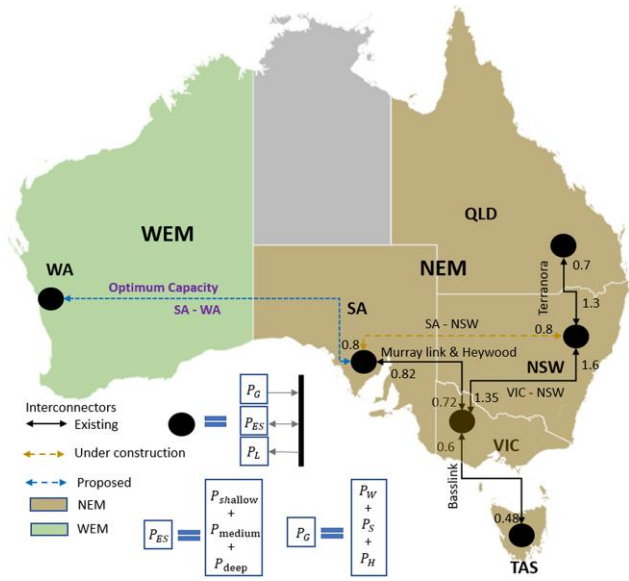 QLD
WEM
NEM
0.7
WA
Terranora
Optimum Capacity
SA - WA
SA
1.3
SA - NSW
0.8
0.8
Murray link & Heywood
NSW
1.6
0.82
VIC - NSW
1.35
0.72
VIC
0.6
Basslink
0.48
TAS
Interconnectors
Existing
Under construction
Proposed
NEM
WEM
=
P_G
P_ES
P_L
P_ES
=
P_shallow
+
P_medium
+
P_deep
P_G
=
P_W
+
P_S
+
P_H